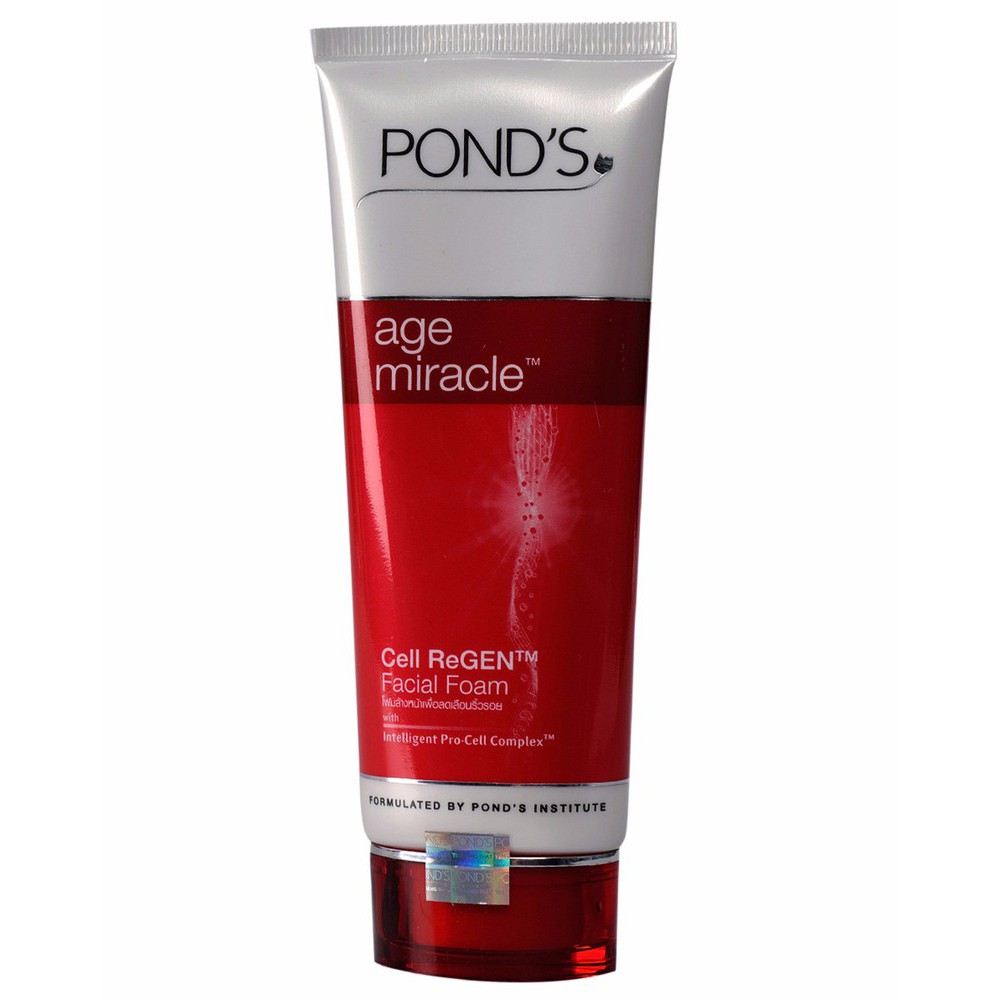 POND'S
age
miracle™
Cell ReGEN™
Facial Foam
โฟมล้างหน้าเพื่อลดเลือนริ้วรอย
with
Intelligent Pro-Cell Complex™
FORMULATED BY POND'S INSTITUTE
POND'S
POND'S